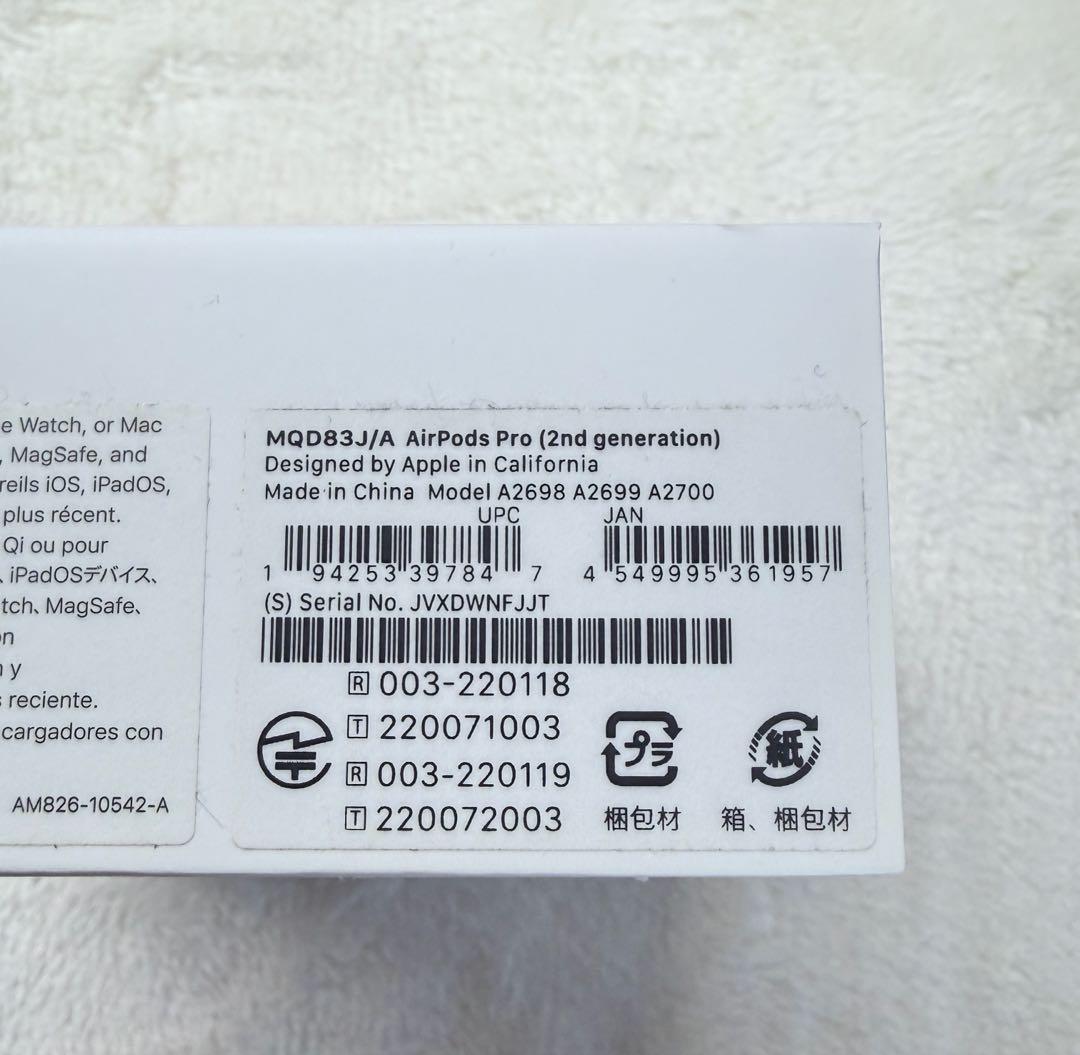 e Watch, or Mac
, MagSafe, and
reils iOS, iPadOS,
plus récent.
Qi ou pour
、iPadOSデバイス、
tch、MagSafe、
on
n y
s reciente.
cargadores con
AM826-10542-A
MQD83J/A AirPods Pro (2nd generation)
Designed by Apple in California
Made in China Model A2698 A2699 A2700
UPC JAN
1 94253 39784 7 4 549995 361957
(S) Serial No. JVXDWNFJJT
R 003-220118
T 220071003
R 003-220119
T 220072003
プラ
紙
梱包材
箱、梱包材